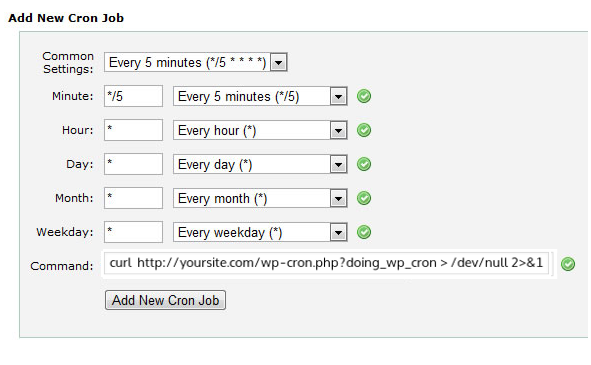 Add New Cron Job
Common Settings: Every 5 minutes (*/5 * * * *)
Minute: */5 Every 5 minutes (*/5)
Hour: * Every hour (*)
Day: * Every day (*)
Month: * Every month (*)
Weekday: * Every weekday (*)
Command: curl http://yoursite.com/wp-cron.php?doing_wp_cron > /dev/null 2>&1
Add New Cron Job